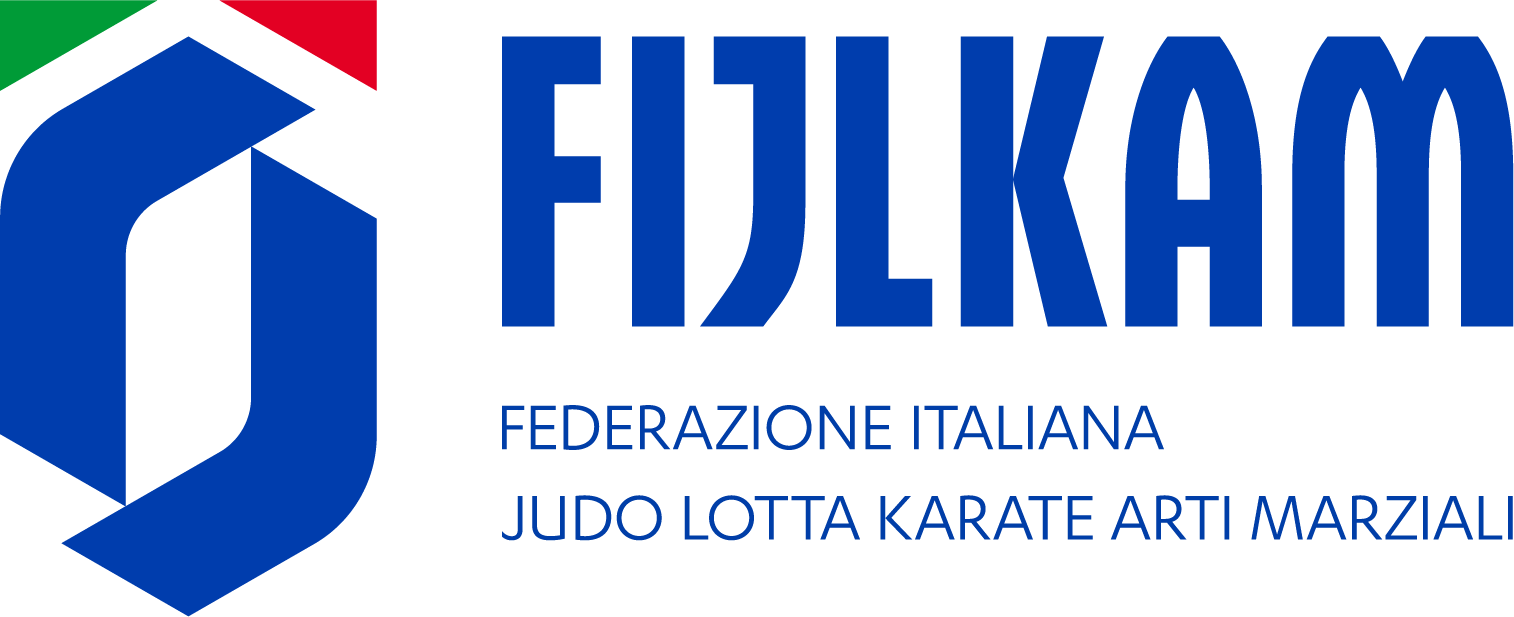 FIJLKAM
FEDERAZIONE ITALIANA
JUDO LOTTA KARATE ARTI MARZIALI